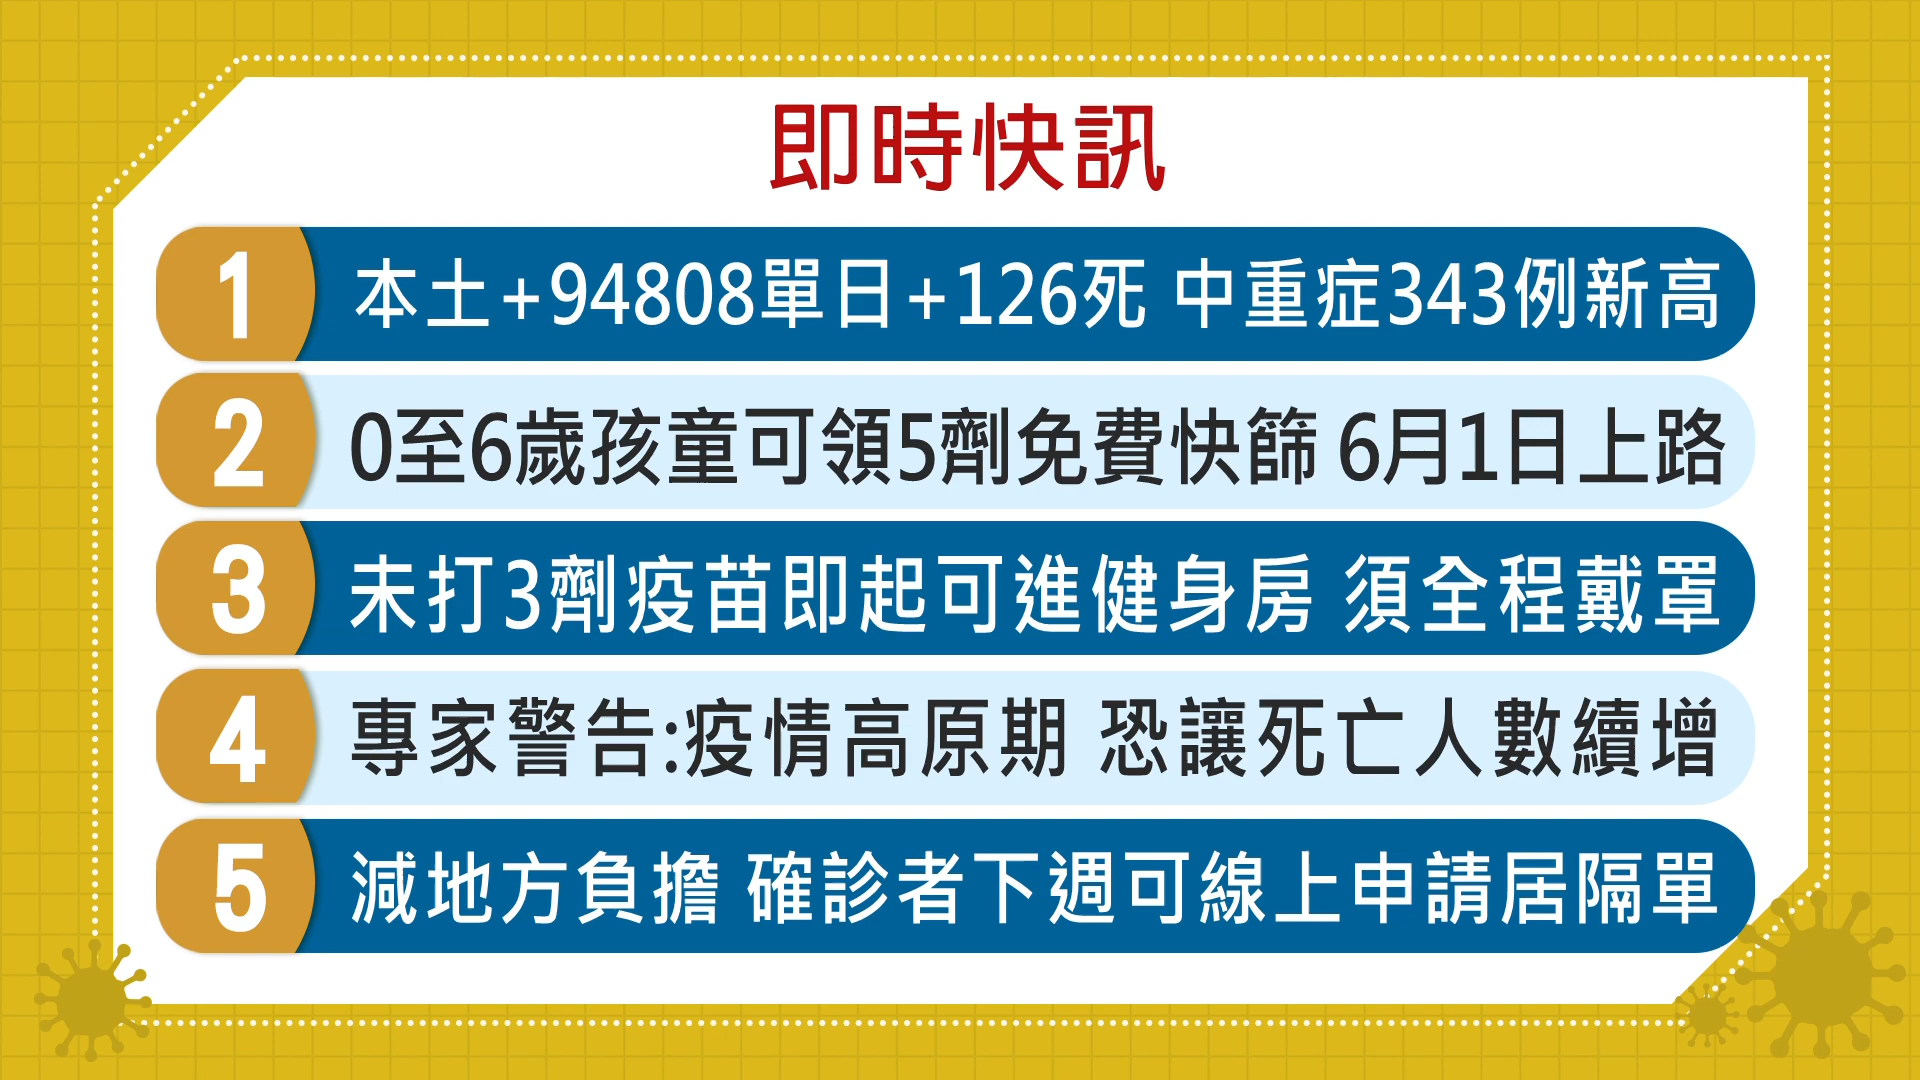 即時快訊
1 本土+94808單日+126死 中重症343例新高
2 0至6歲孩童可領5劑免費快篩 6月1日上路
3 未打3劑疫苗即起可進健身房 須全程戴罩
4 專家警告:疫情高原期 恐讓死亡人數續增
5 減地方負擔 確診者下週可線上申請居隔單